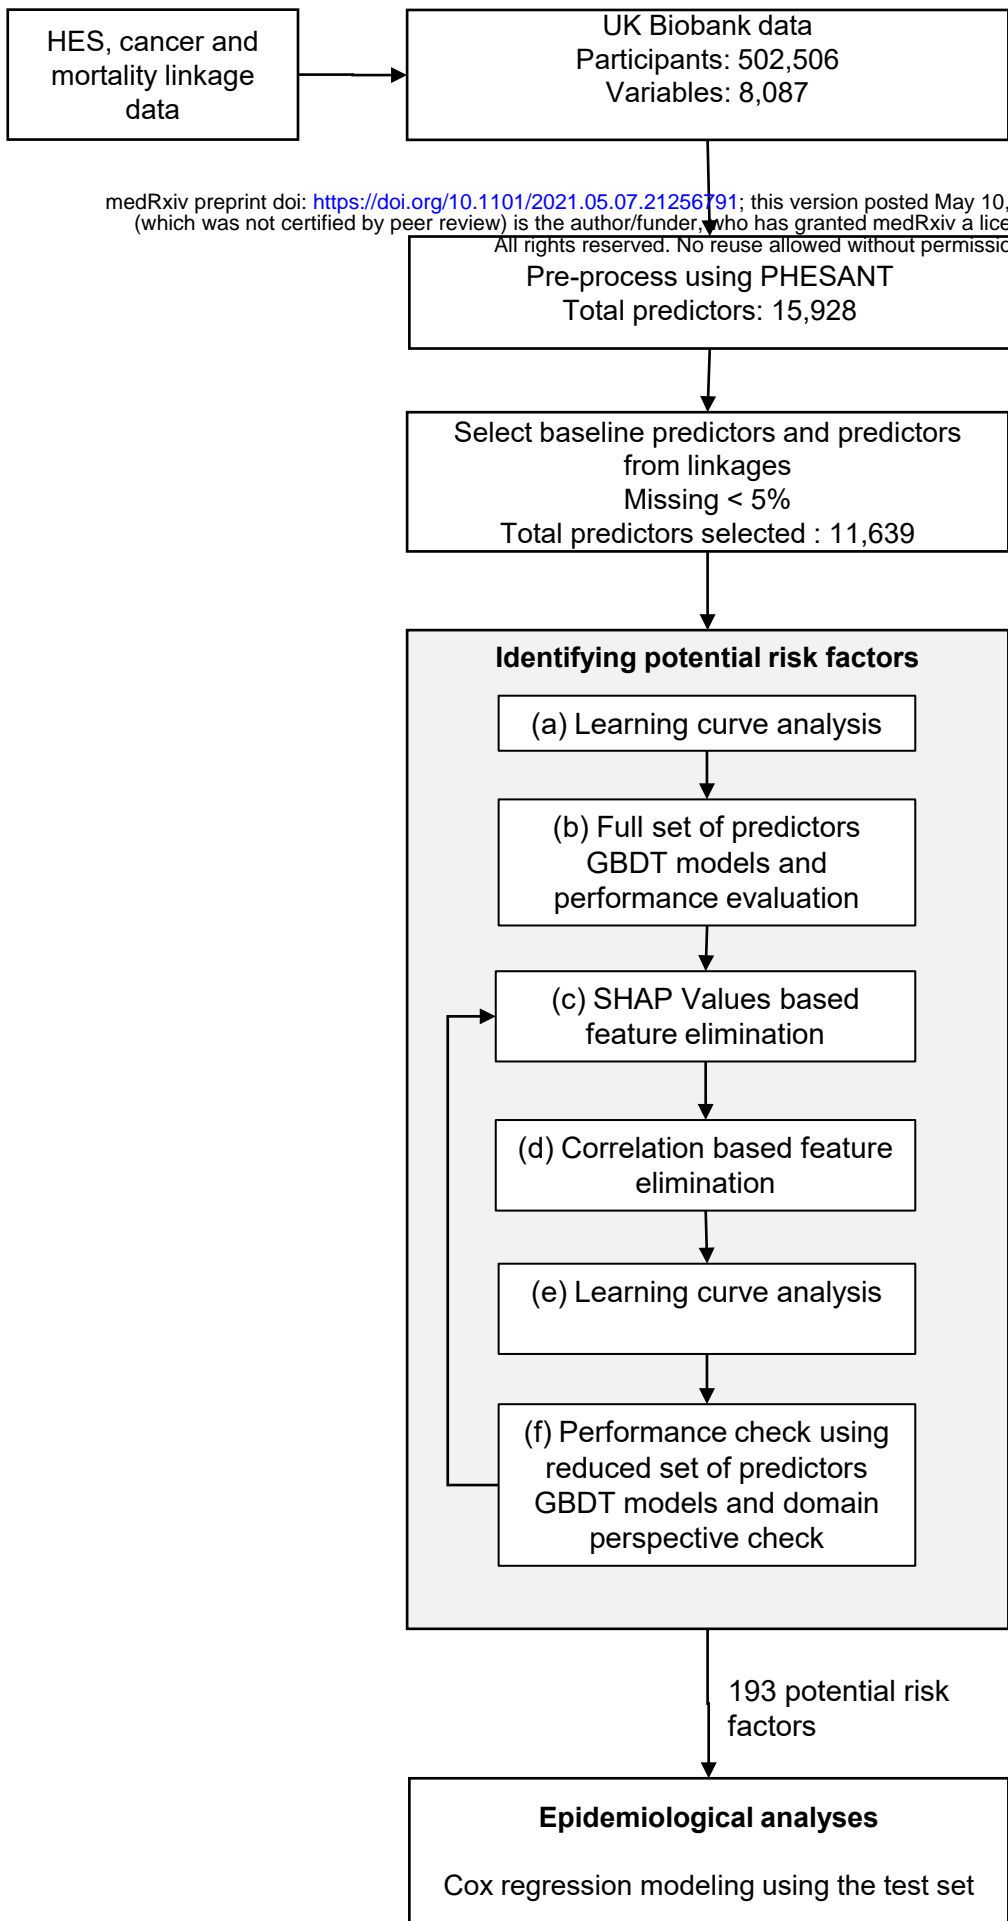 HES, cancer and
mortality linkage
data
UK Biobank data
Participants: 502,506
Variables: 8,087
medRxiv preprint doi: https://doi.org/10.1101/2021.05.07.21256791; this version posted May 10,
(which was not certified by peer review) is the author/funder, who has granted medRxiv a lice
All rights reserved. No reuse allowed without permissio
Pre-process using PHESANT
Total predictors: 15,928
Select baseline predictors and predictors
from linkages
Missing < 5%
Total predictors selected : 11,639
Identifying potential risk factors
(a) Learning curve analysis
(b) Full set of predictors
GBDT models and
performance evaluation
(c) SHAP Values based
feature elimination
(d) Correlation based feature
elimination
(e) Learning curve analysis
(f) Performance check using
reduced set of predictors
GBDT models and domain
perspective check
193 potential risk
factors
Epidemiological analyses
Cox regression modeling using the test set